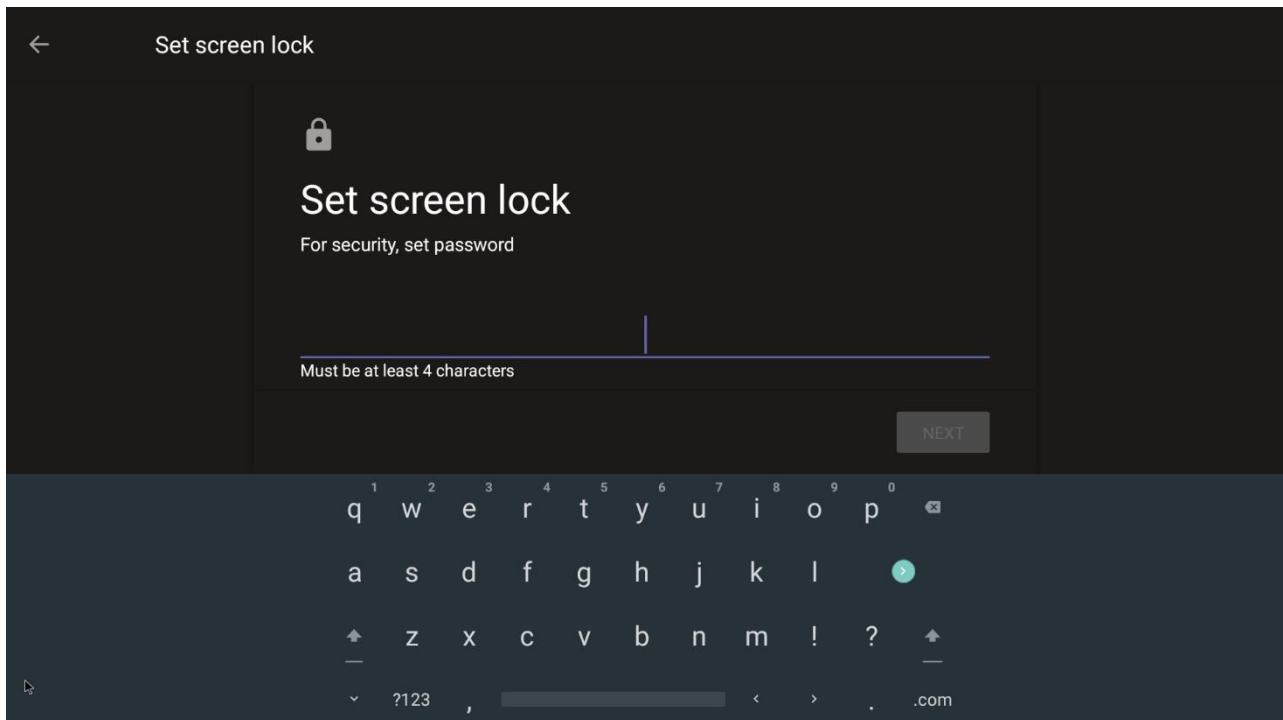 Set screen lock
Set screen lock
For security, set password
Must be at least 4 characters
NEXT
1 2 3 4 5 6 7 8 9 0
q w e r t y u i o p
a s d f g h j k l
z x c v b n m ! ?
?123 , < > . .com